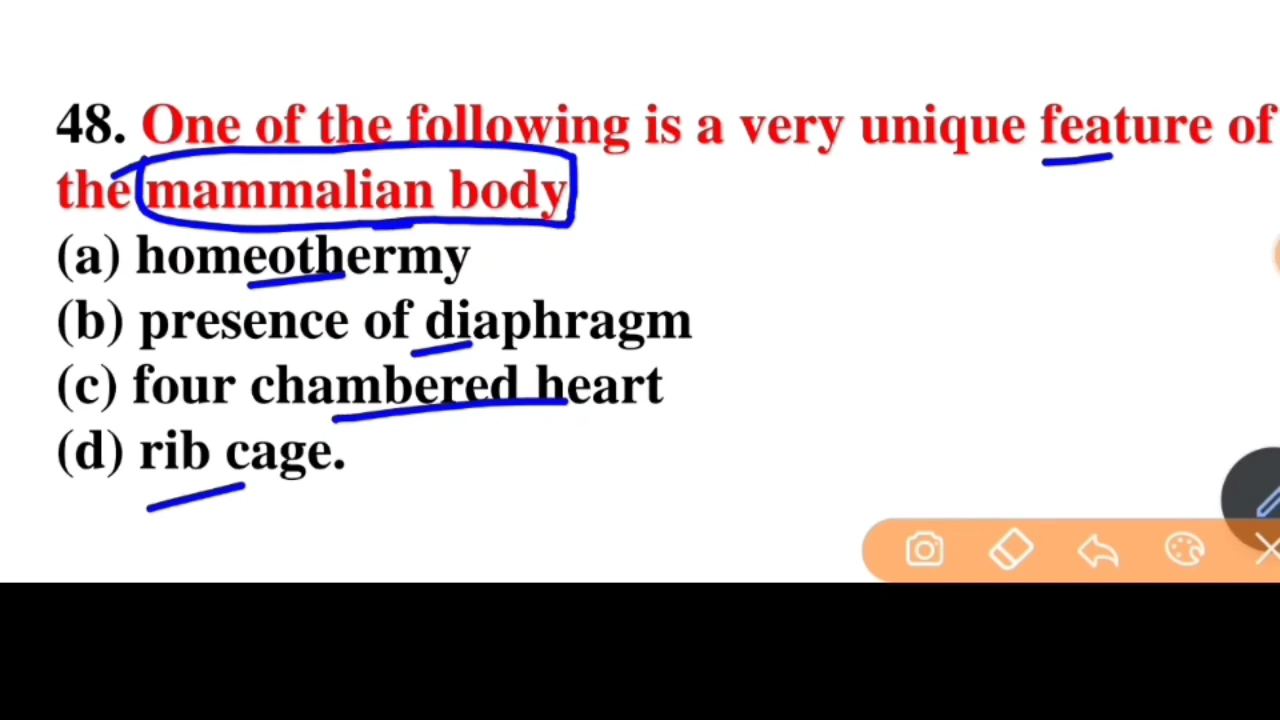 48. One of the following is a very unique feature of
the mammalian body
(a) homeothermy
(b) presence of diaphragm
(c) four chambered heart
(d) rib cage.